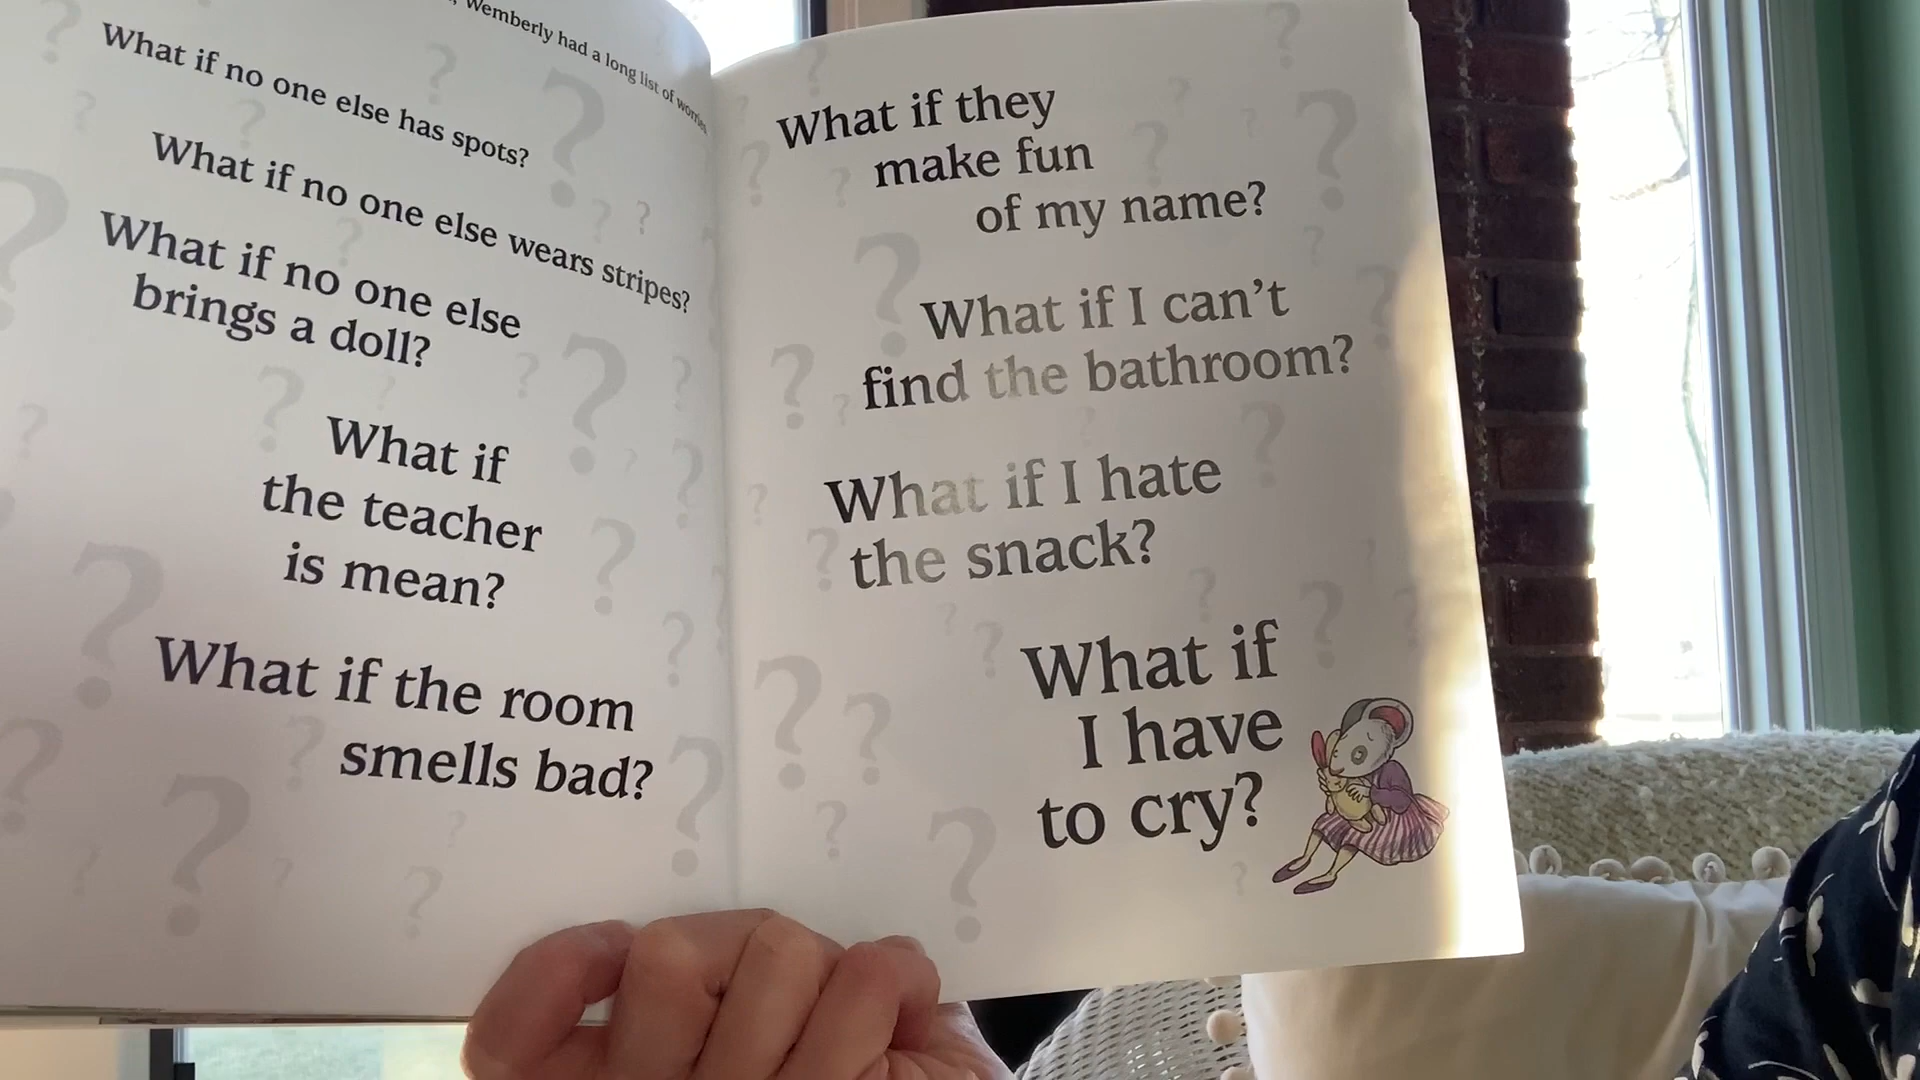 , Wemberly had a long list of worries.
What if no one else has spots?
What if no one else wears stripes?
What if no one else
brings a doll?
What if
the teacher
is mean?
What if the room
smells bad?
What if they
make fun
of my name?
What if I can't
find the bathroom?
What if I hate
the snack?
What if
I have
to cry?